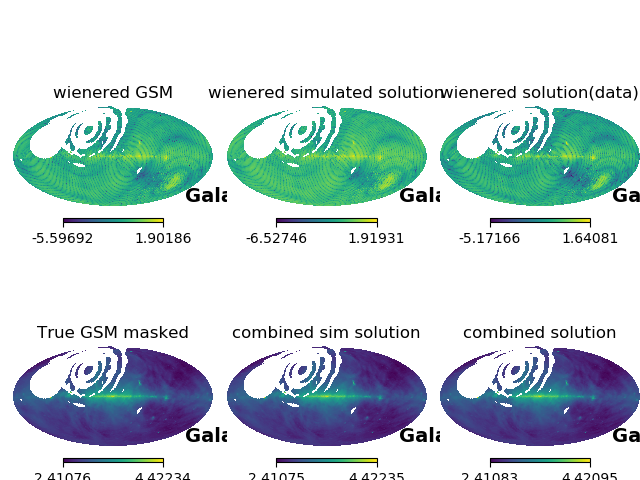 wienered GSM wienered simulated solution wienered solution(data)
Gala Gala Ga
-5.59692 1.90186 -6.52746 1.91931 -5.17166 1.64081
True GSM masked combined sim solution combined solution
Gala Gala Ga
2.41076 4.42234 2.41075 4.42235 2.41083 4.42095